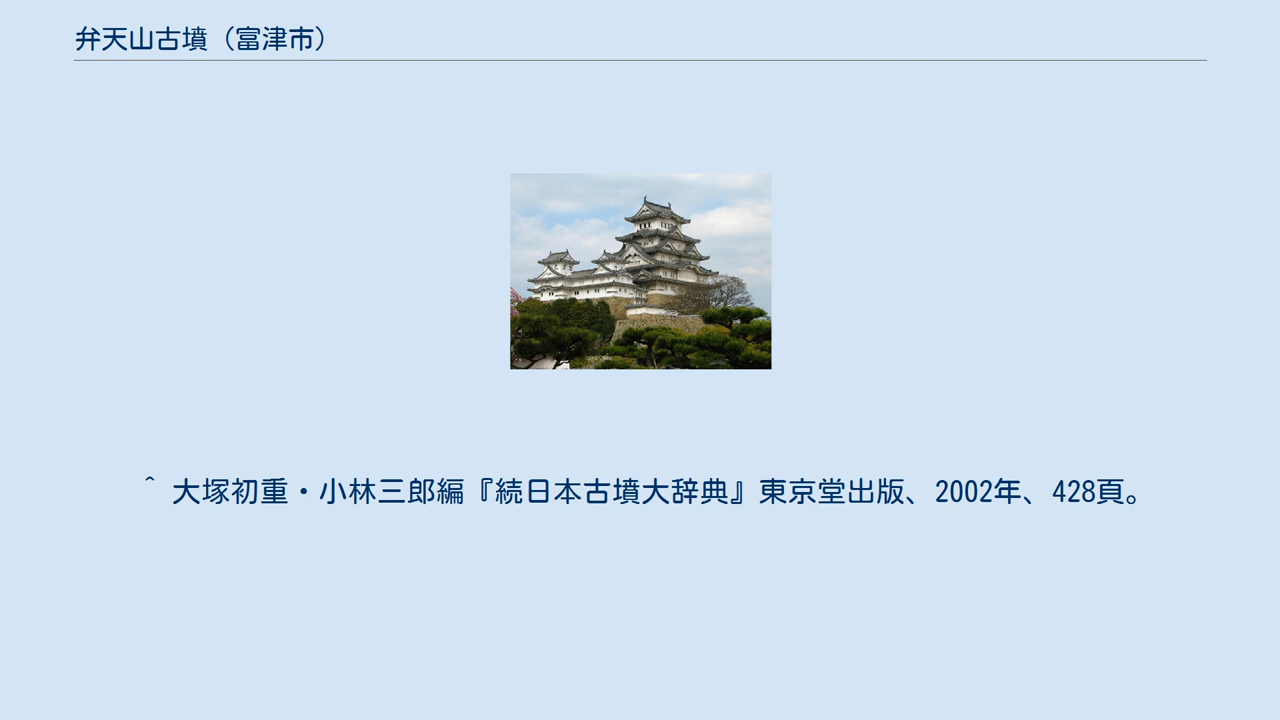 弁天山古墳（富津市）
^ 大塚初重・小林三郎編『続日本古墳大辞典』東京堂出版、2002年、428頁。